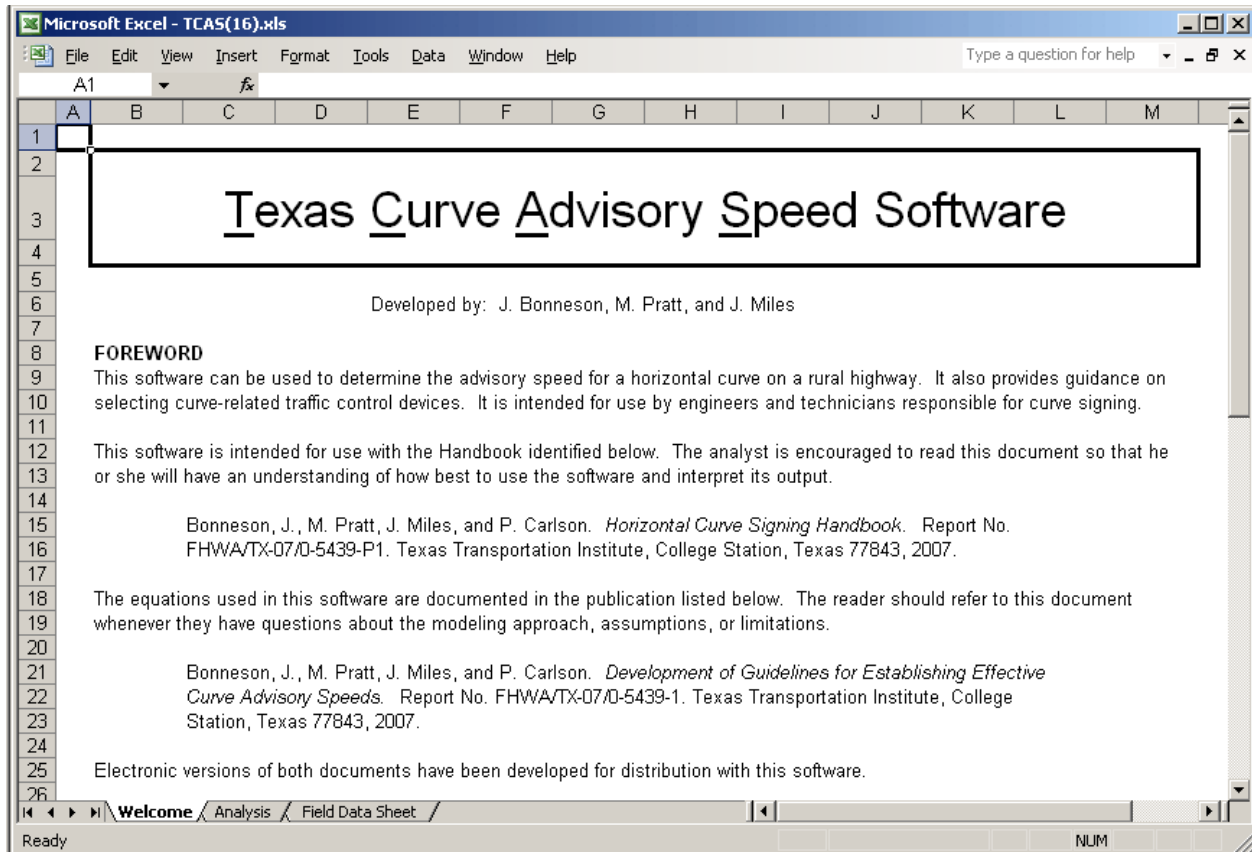 Microsoft Excel - TCAS(16).xls
File Edit View Insert Format Tools Data Window Help Type a question for help
A1 fx
A B C D E F G H I J K L M
1
2
3 Texas Curve Advisory Speed Software
4
5
6 Developed by: J. Bonneson, M. Pratt, and J. Miles
7
8 FOREWORD
9 This software can be used to determine the advisory speed for a horizontal curve on a rural highway. It also provides guidance on
10 selecting curve-related traffic control devices. It is intended for use by engineers and technicians responsible for curve signing.
11
12 This software is intended for use with the Handbook identified below. The analyst is encouraged to read this document so that he
13 or she will have an understanding of how best to use the software and interpret its output.
14
15 Bonneson, J., M. Pratt, J. Miles, and P. Carlson. Horizontal Curve Signing Handbook. Report No.
16 FHWA/TX-07/0-5439-P1. Texas Transportation Institute, College Station, Texas 77843, 2007.
17
18 The equations used in this software are documented in the publication listed below. The reader should refer to this document
19 whenever they have questions about the modeling approach, assumptions, or limitations.
20
21 Bonneson, J., M. Pratt, J. Miles, and P. Carlson. Development of Guidelines for Establishing Effective
22 Curve Advisory Speeds. Report No. FHWA/TX-07/0-5439-1. Texas Transportation Institute, College
23 Station, Texas 77843, 2007.
24
25 Electronic versions of both documents have been developed for distribution with this software.
26
Welcome Analysis Field Data Sheet
Ready NUM